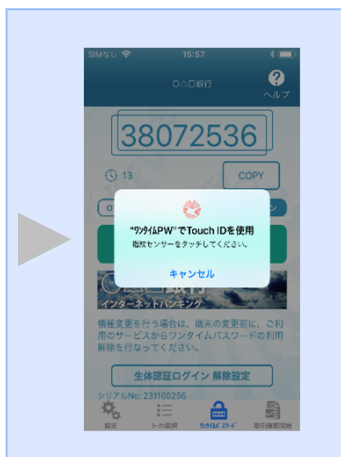 SIMなし 15:57
○△□銀行
ヘルプ
38072536
13 COPY
"ﾜﾝﾀｲﾑPW"でTouch IDを使用
指紋センサーをタッチしてください。
キャンセル
○△□銀行
インターネットバンキング
機種変更を行う場合は、端末の変更前に、ご利
用のサービスからワンタイムパスワードの利用
解除を行なってください。
生体認証ログイン 解除設定
シリアルNo: 231160256
設定 ﾄｰｸﾝ選択 ﾜﾝﾀｲﾑﾊﾟｽﾜｰﾄﾞ 取引確認開始